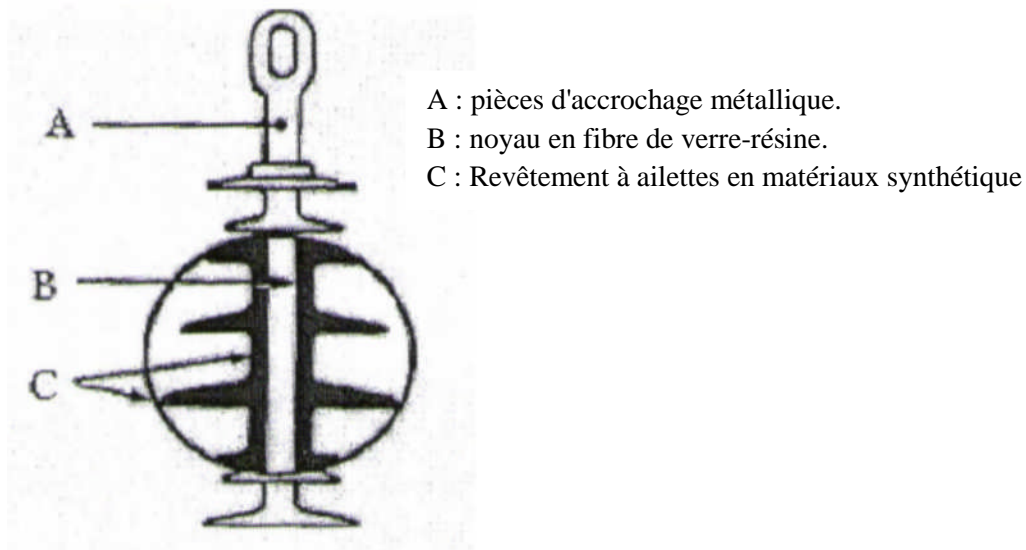 A
A : pièces d'accrochage métallique.
B : noyau en fibre de verre-résine.
C : Revêtement à ailettes en matériaux synthétique
B
C